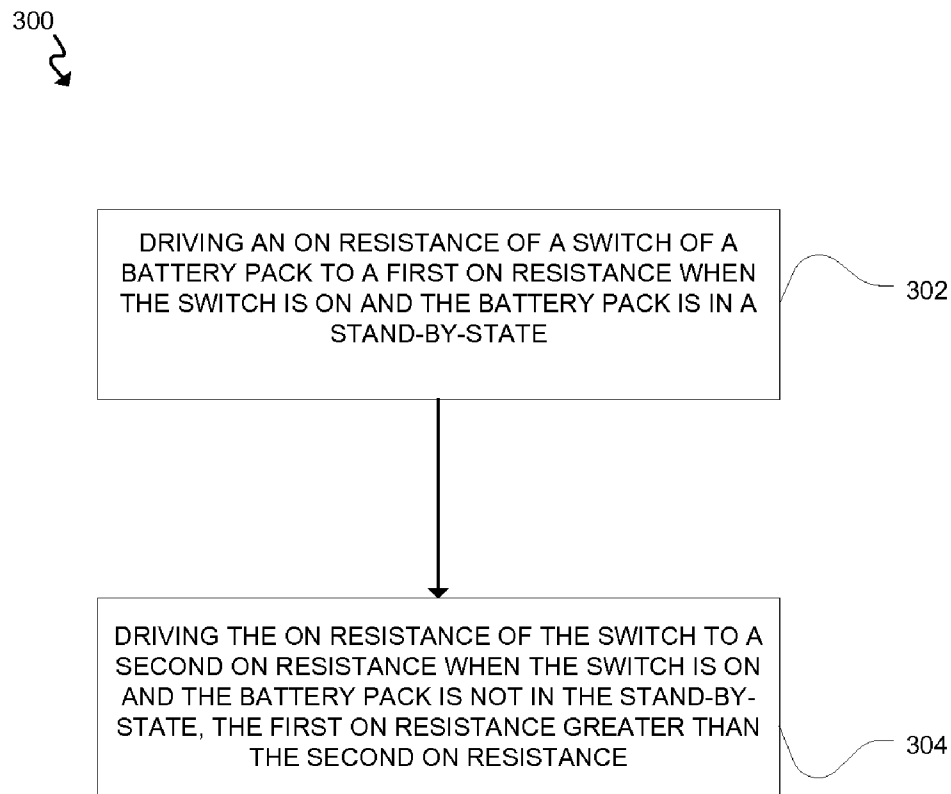 300
DRIVING AN ON RESISTANCE OF A SWITCH OF A
BATTERY PACK TO A FIRST ON RESISTANCE WHEN
THE SWITCH IS ON AND THE BATTERY PACK IS IN A
STAND-BY-STATE
302
DRIVING THE ON RESISTANCE OF THE SWITCH TO A
SECOND ON RESISTANCE WHEN THE SWITCH IS ON
AND THE BATTERY PACK IS NOT IN THE STAND-BY-
STATE, THE FIRST ON RESISTANCE GREATER THAN
THE SECOND ON RESISTANCE
304